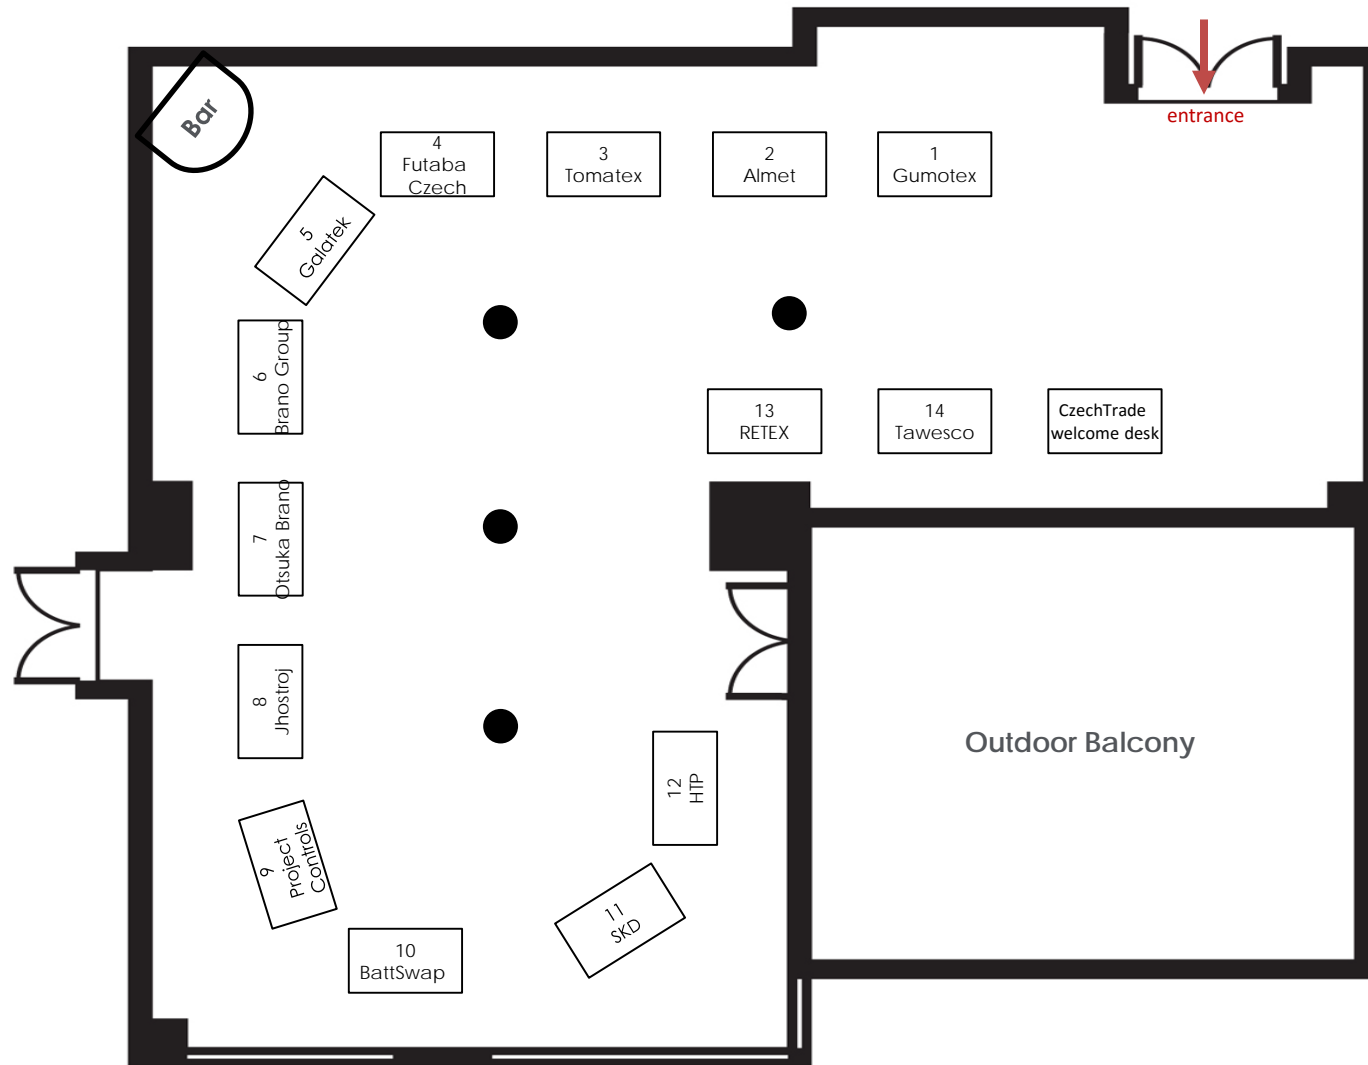 entrance
Bar
4
Futaba
Czech
3
Tomatex
2
Almet
1
Gumotex
5
Galatek
6
Brano Group
13
RETEX
14
Tawesco
CzechTrade
welcome desk
7
Otsuka Brano
8
Jhostroj
12
HTP
Outdoor Balcony
9
Project
Controls
11
SKD
10
BattSwap